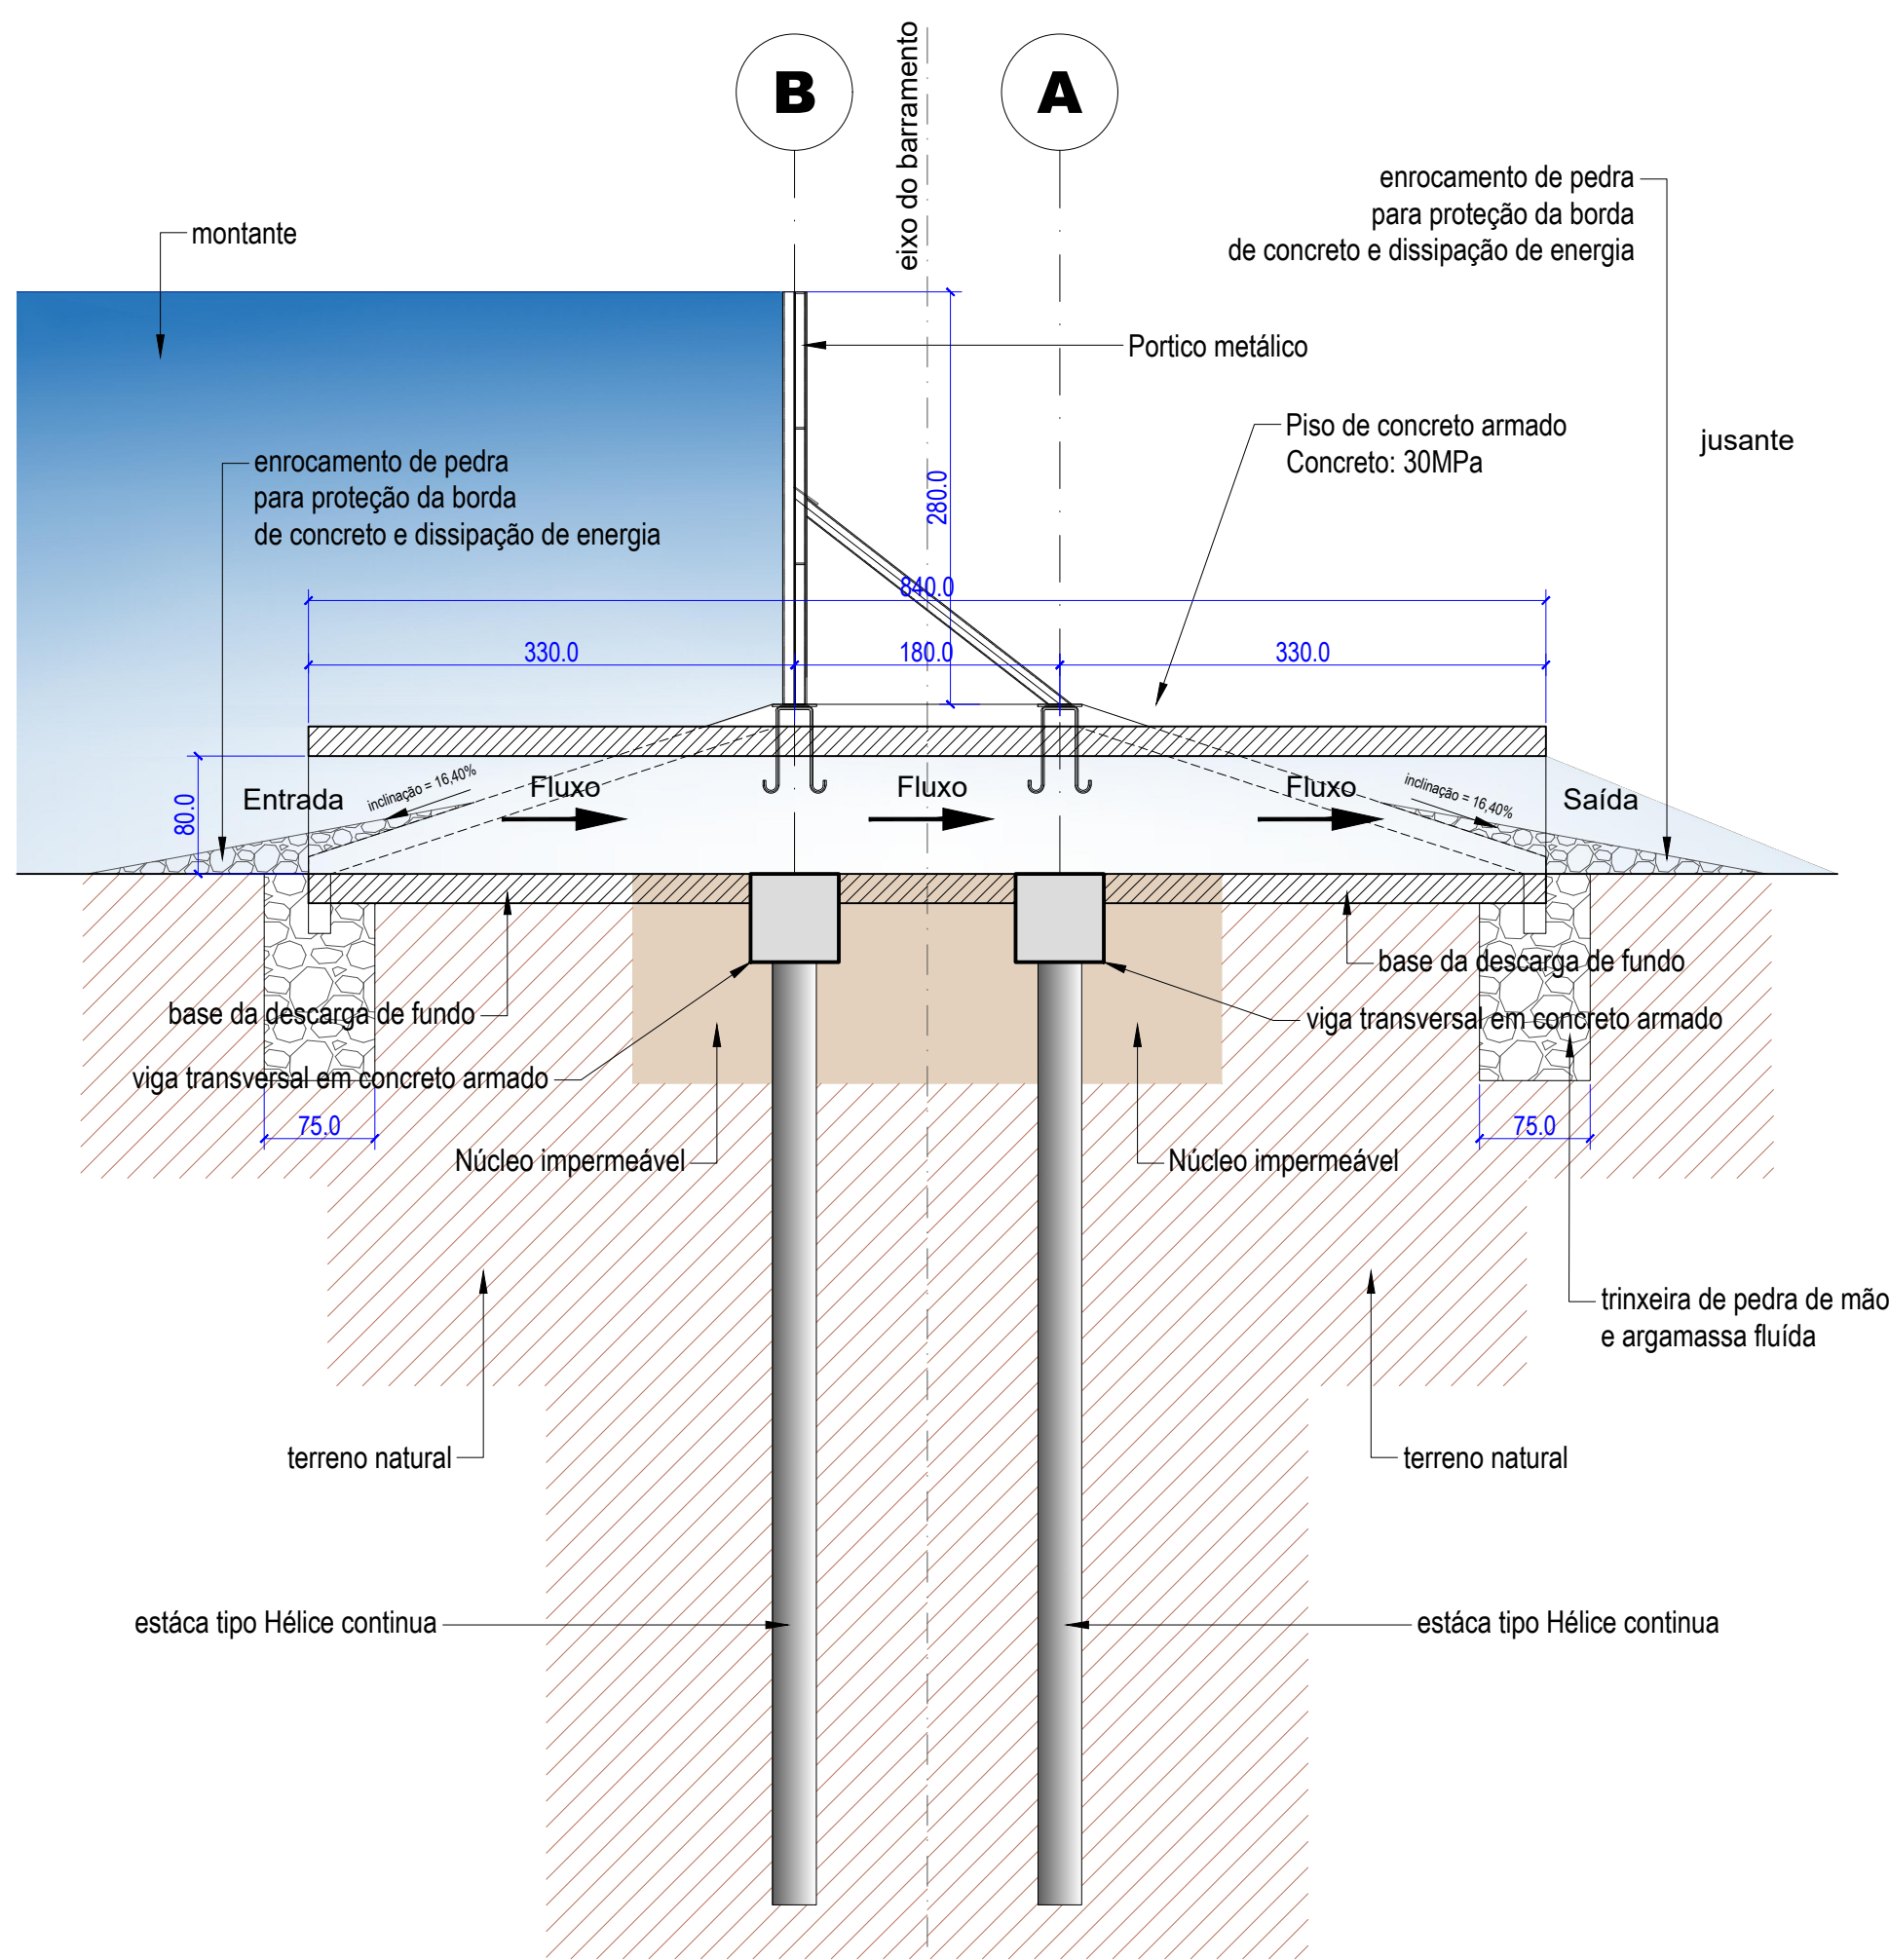 B
A
eixo do barramento
enrocamento de pedra
para proteção da borda
de concreto e dissipação de energia
montante
Portico metálico
Piso de concreto armado
Concreto: 30MPa
jusante
enrocamento de pedra
para proteção da borda
de concreto e dissipação de energia
280.0
840.0
330.0
180.0
330.0
80.0
Entrada
inclinação = 16,40%
Fluxo
Fluxo
Fluxo
inclinação = 16,40%
Saída
base da descarga de fundo
base da descarga de fundo
viga transversal em concreto armado
viga transversal em concreto armado
75.0
75.0
Núcleo impermeável
Núcleo impermeável
trinxeira de pedra de mão
e argamassa fluída
terreno natural
terreno natural
estáca tipo Hélice continua
estáca tipo Hélice continua